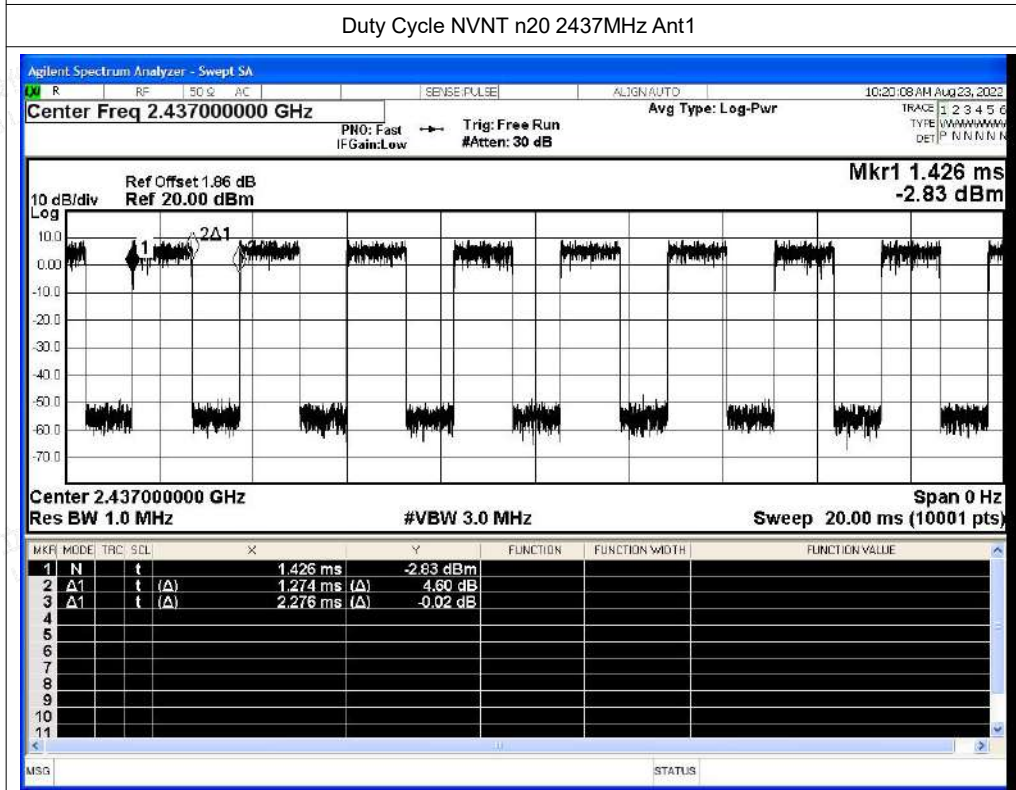 Duty Cycle NVNT n20 2437MHz Ant1
Agilent Spectrum Analyzer - Swept SA
R RF 50 Ω AC SENSE:PULSE ALIGN AUTO 10:20:08 AM Aug 23, 2022
Center Freq 2.437000000 GHz Avg Type: Log-Pwr TRACE 1 2 3 4 5 6
PNO: Fast Trig: Free Run TYPE
IFGain:Low #Atten: 30 dB DET P N N N N N
Mkr1 1.426 ms
Ref Offset 1.86 dB
10 dB/div Ref 20.00 dBm -2.83 dBm
Log
10.0
1 2Δ1
0.00
-10.0
-20.0
-30.0
-40.0
-50.0
-60.0
-70.0
Center 2.437000000 GHz Span 0 Hz
Res BW 1.0 MHz #VBW 3.0 MHz Sweep 20.00 ms (10001 pts)
MKR MODE TRC SCL X Y FUNCTION FUNCTION WIDTH FUNCTION VALUE
1 N t 1.426 ms -2.83 dBm
2 Δ1 t (Δ) 1.274 ms (Δ) 4.60 dB
3 Δ1 t (Δ) 2.276 ms (Δ) -0.02 dB
4
5
6
7
8
9
10
11
MSG STATUS